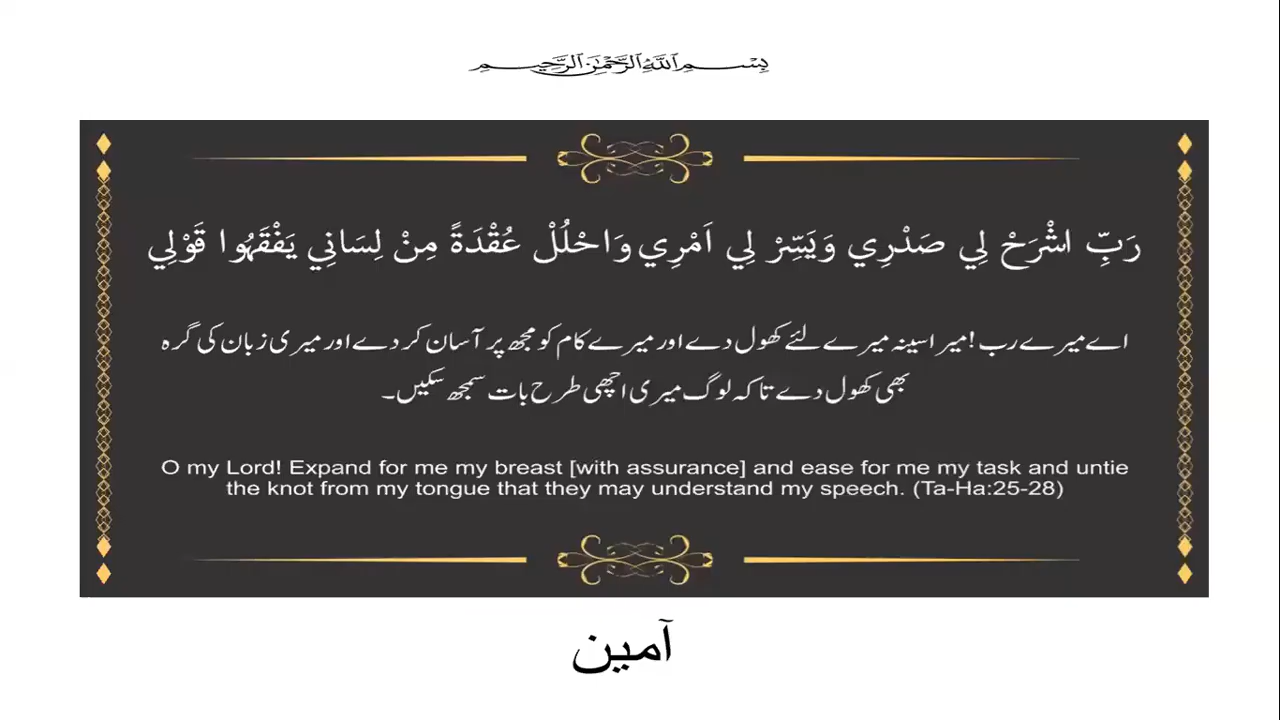 بِسْمِ اللَّهِ الرَّحْمَٰنِ الرَّحِيمِ
رَبِّ اشْرَحْ لِي صَدْرِي وَيَسِّرْ لِي اَمْرِي وَاحْلُلْ عُقْدَةً مِنْ لِسَانِي يَفْقَهُوا قَوْلِي
اے میرے رب! میرا سینہ میرے لئے کھول دے اور میرے کام کو مجھ پر آسان کر دے اور میری زبان کی گرہ
بھی کھول دے تاکہ لوگ میری اچھی طرح بات سمجھ سکیں۔
O my Lord! Expand for me my breast [with assurance] and ease for me my task and untie
the knot from my tongue that they may understand my speech. (Ta-Ha:25-28)
آمین